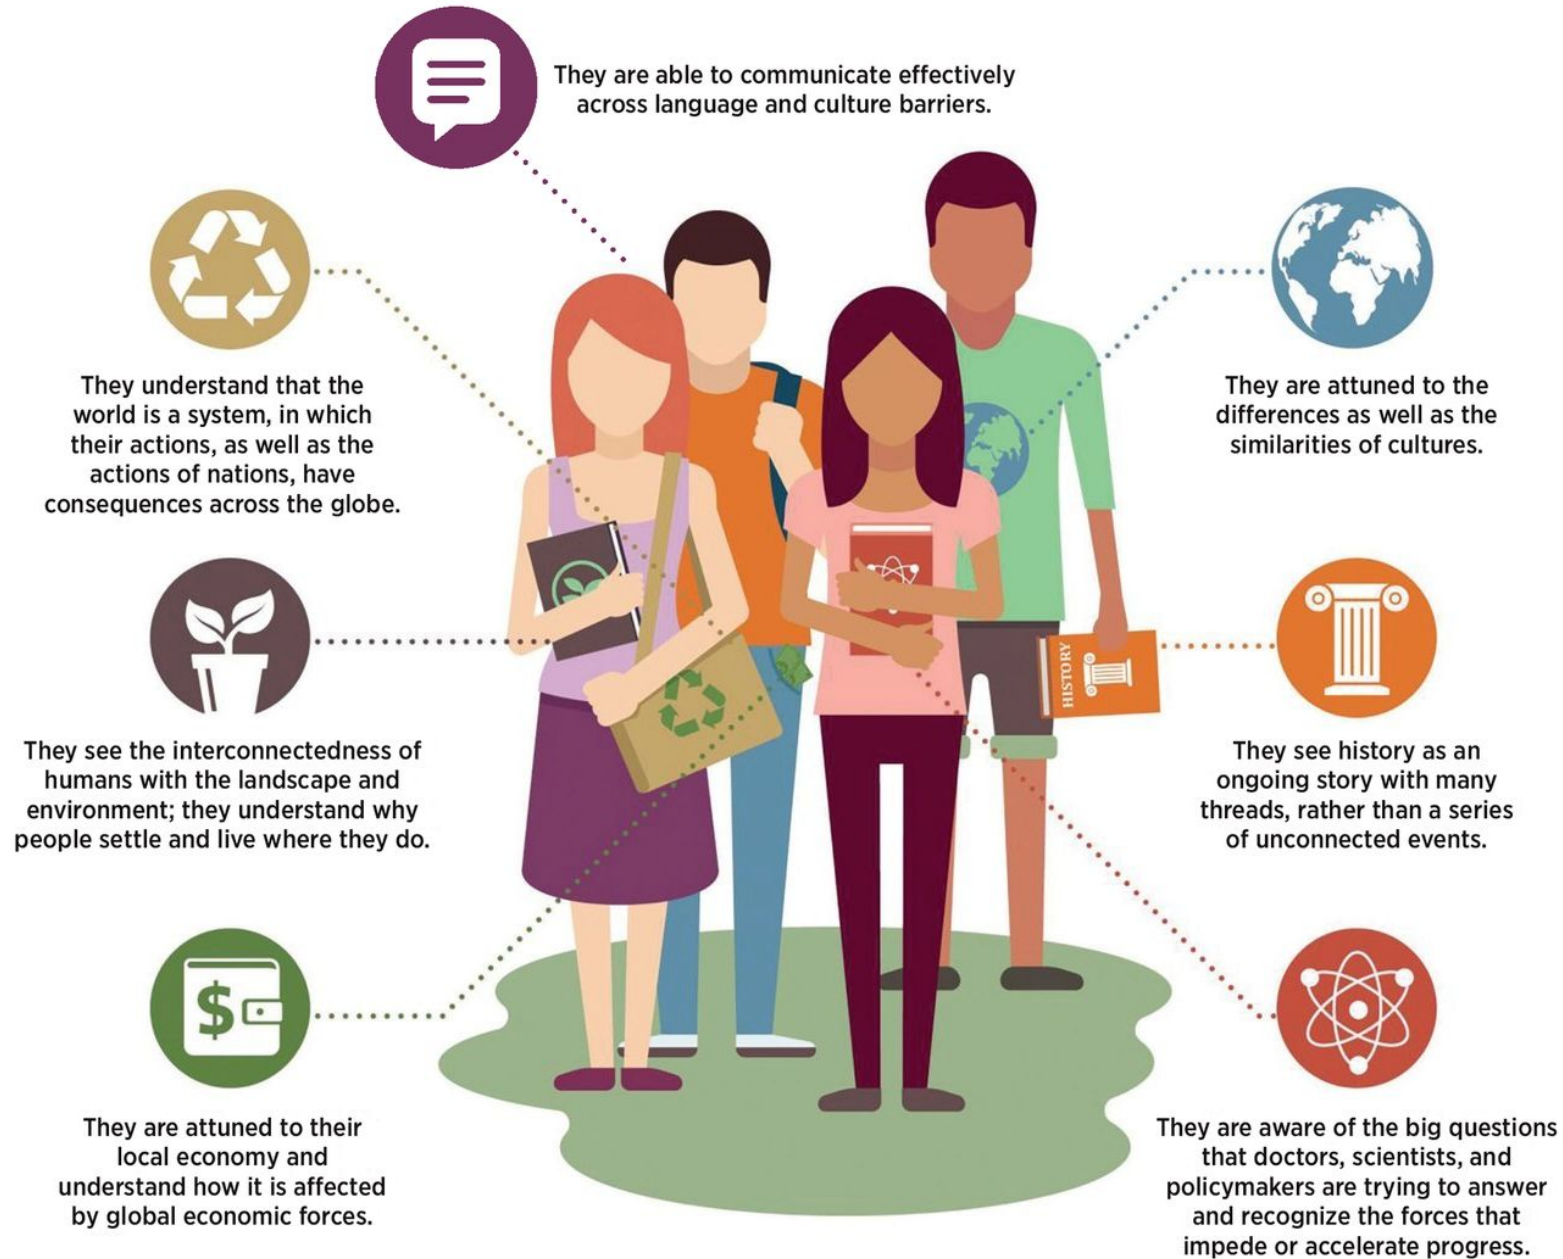 They are able to communicate effectively
across language and culture barriers.
They understand that the
world is a system, in which
their actions, as well as the
actions of nations, have
consequences across the globe.
They are attuned to the
differences as well as the
similarities of cultures.
They see the interconnectedness of
humans with the landscape and
environment; they understand why
people settle and live where they do.
HISTORY
They see history as an
ongoing story with many
threads, rather than a series
of unconnected events.
$
They are attuned to their
local economy and
understand how it is affected
by global economic forces.
They are aware of the big questions
that doctors, scientists, and
policymakers are trying to answer
and recognize the forces that
impede or accelerate progress.